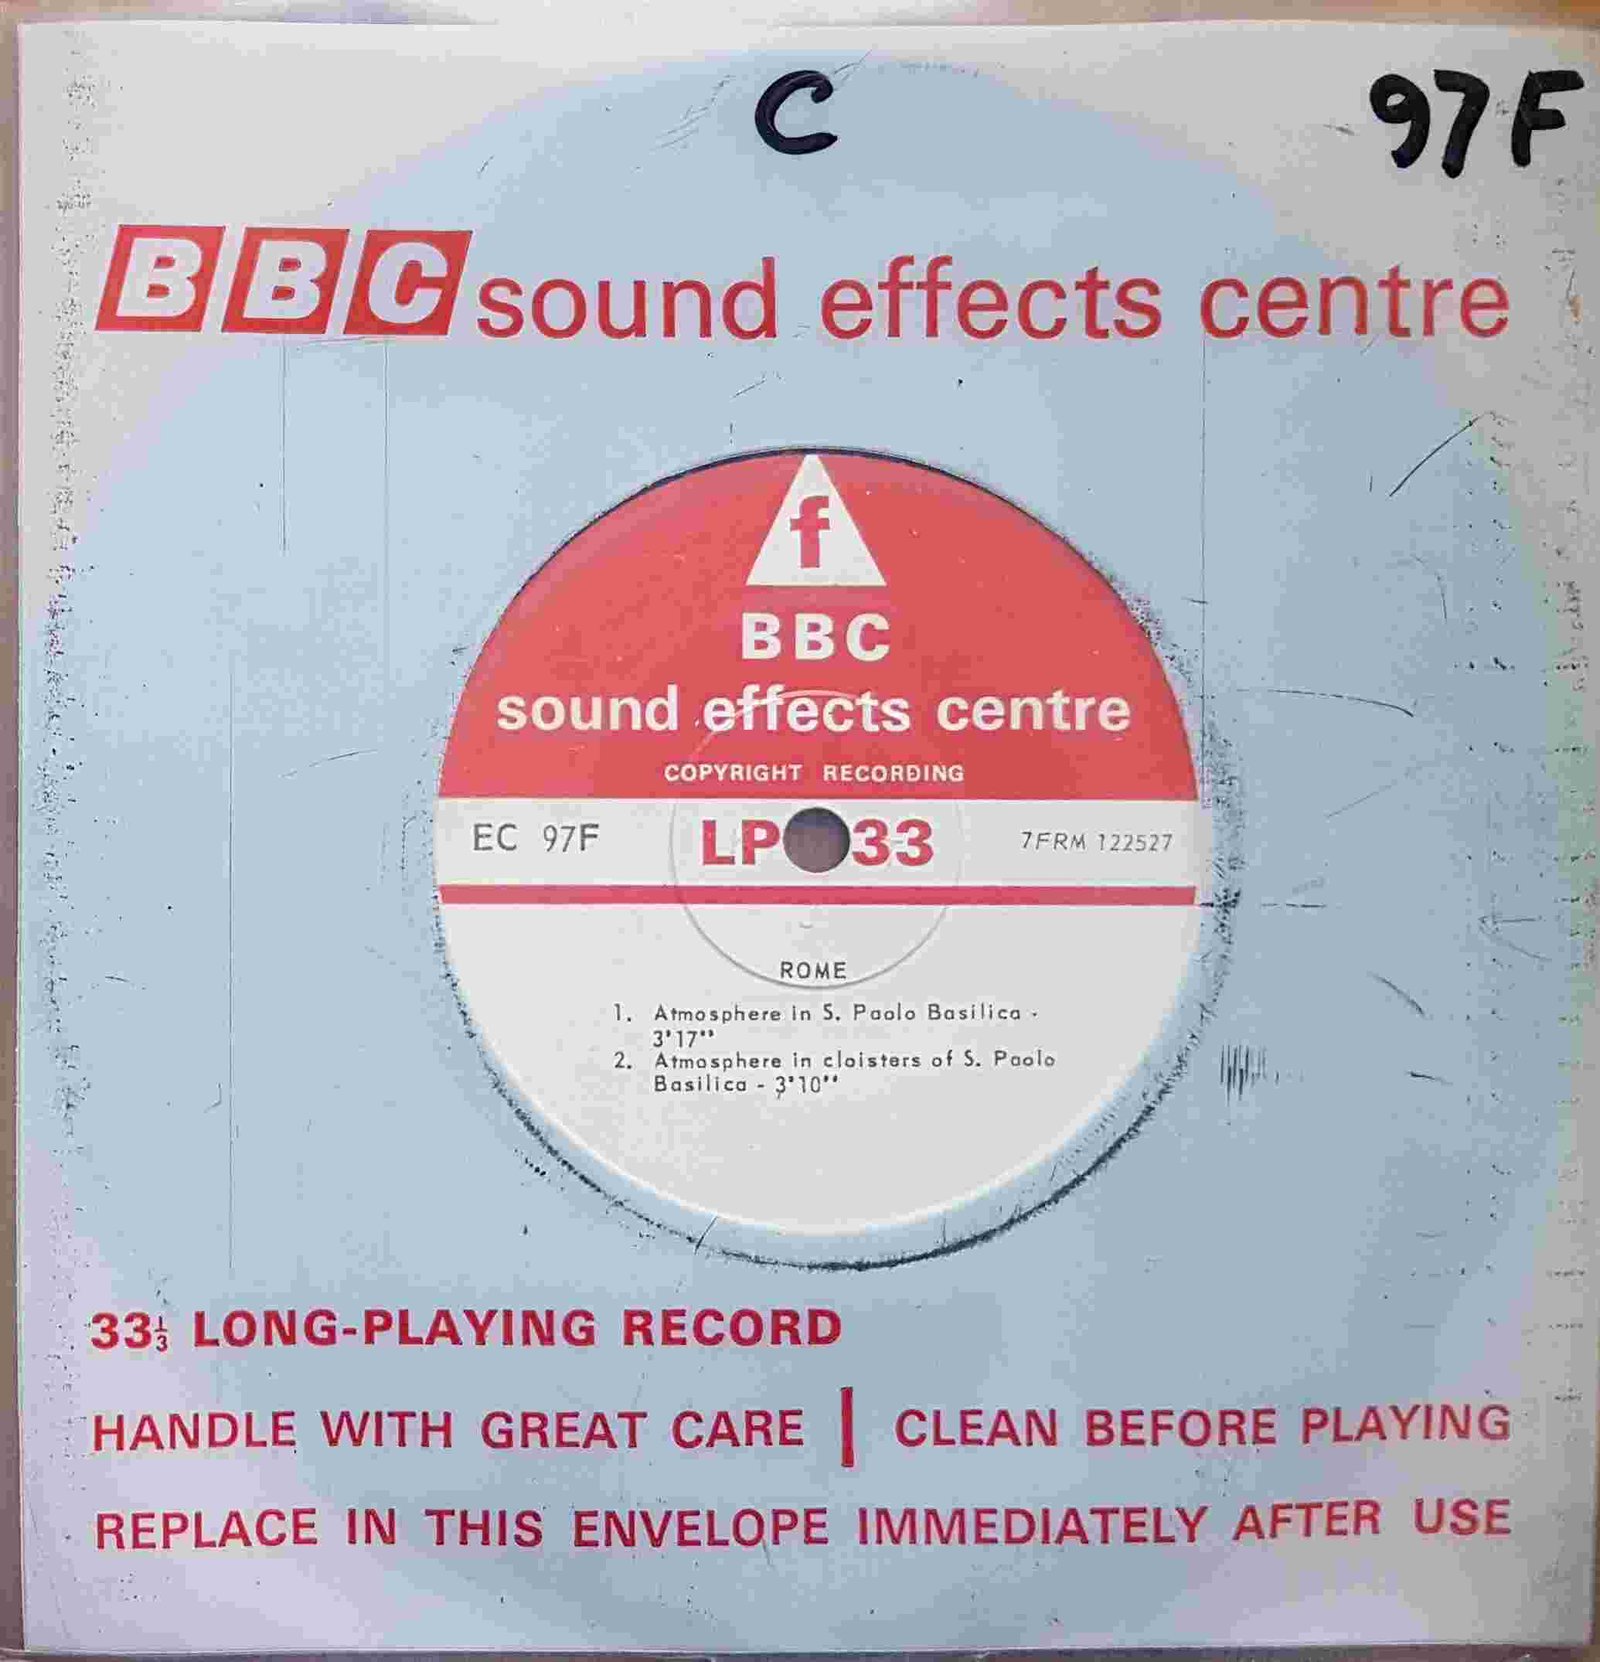 C 97F
BBC sound effects centre
f
BBC
sound effects centre
COPYRIGHT RECORDING
EC 97F LP 33 7FRM 122527
ROME
1. Atmosphere in S. Paolo Basilica -
3'17''
2. Atmosphere in cloisters of S. Paolo
Basilica - 3'10''
33⅓ LONG-PLAYING RECORD
HANDLE WITH GREAT CARE | CLEAN BEFORE PLAYING
REPLACE IN THIS ENVELOPE IMMEDIATELY AFTER USE